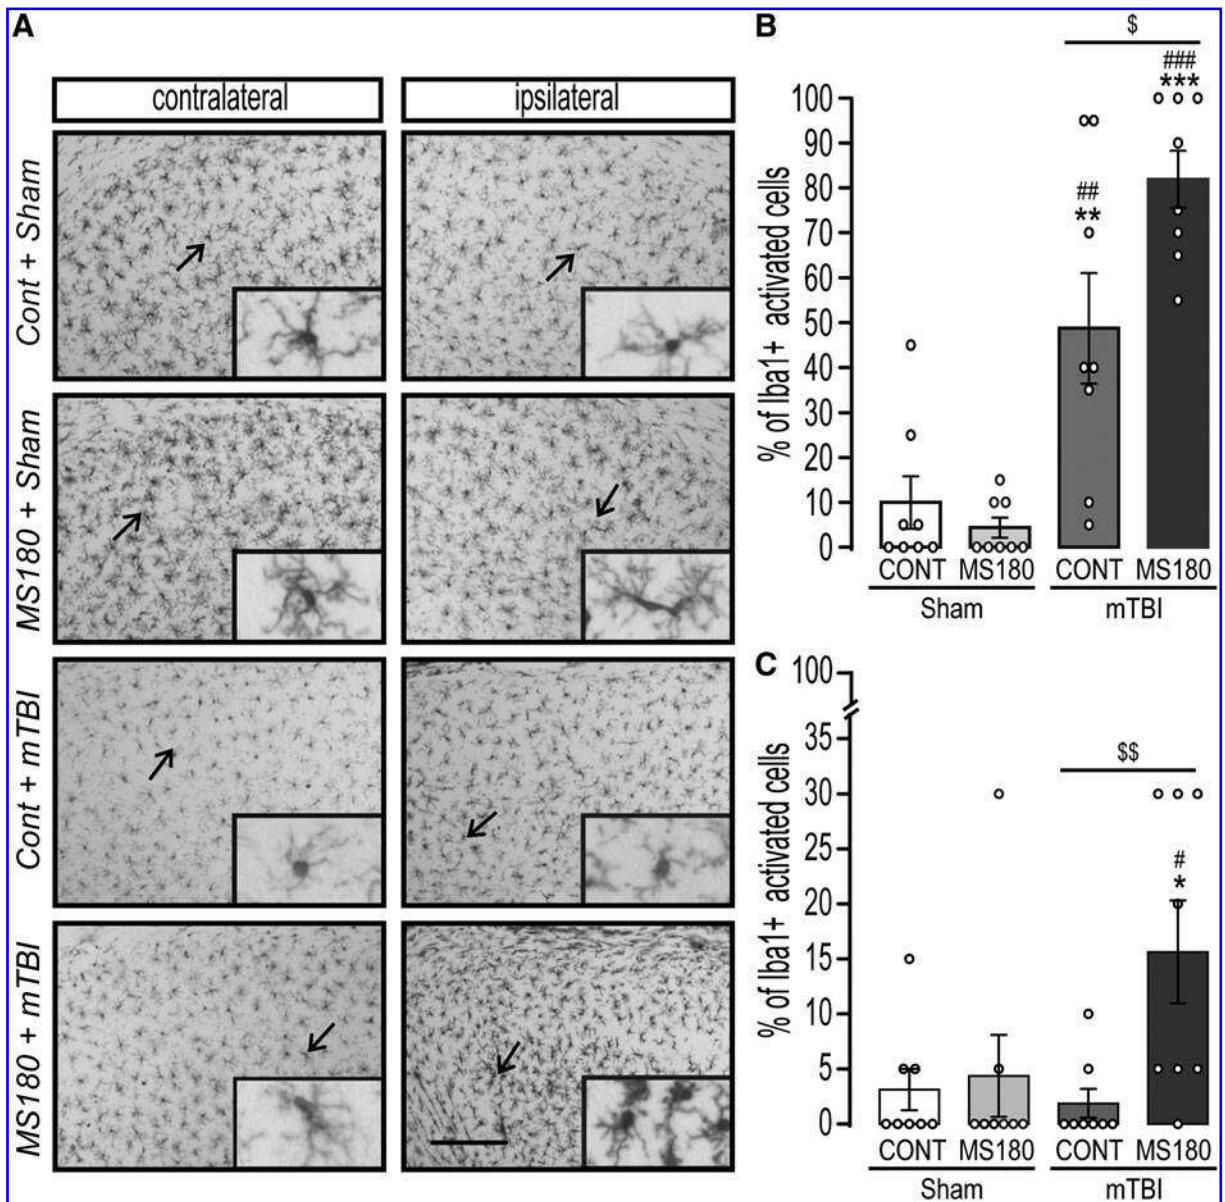 A
contralateral
ipsilateral
Cont + Sham
MS180 + Sham
Cont + mTBI
MS180 + mTBI
B
$
###
***
##
**
% of Iba1+ activated cells
100
90
80
70
60
50
40
30
20
10
0
CONT MS180 CONT MS180
Sham mTBI
C
$$
#
*
% of Iba1+ activated cells
100
35
30
25
20
15
10
5
0
CONT MS180 CONT MS180
Sham mTBI